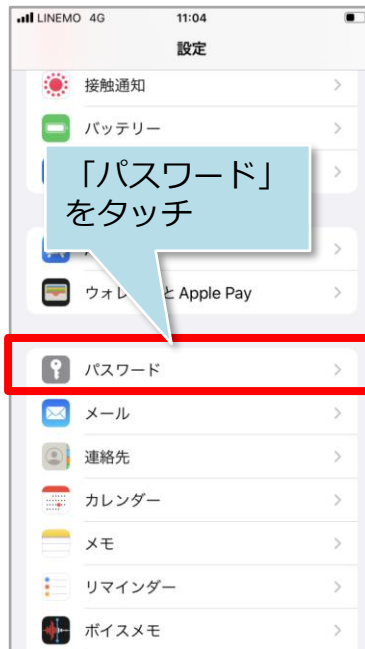 LINEMO 4G 11:04
設定
接触通知
バッテリー
「パスワード」
をタッチ
ウォレ と Apple Pay
パスワード
メール
連絡先
カレンダー
メモ
リマインダー
ボイスメモ